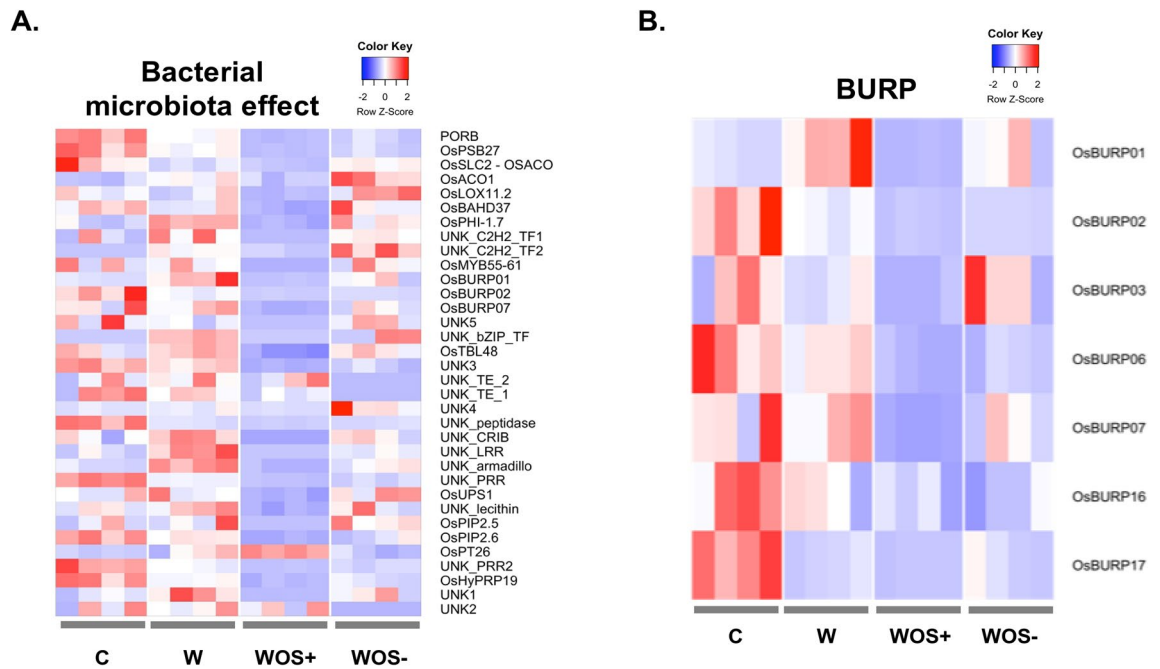 A.
Bacterial
microbiota effect
Color Key
-2 0 2
Row Z-Score
PORB
OsPSB27
OsSLC2 - OSACO
OsACO1
OsLOX11.2
OsBAHD37
OsPHI-1.7
UNK_C2H2_TF1
UNK_C2H2_TF2
OsMYB55-61
OsBURP01
OsBURP02
OsBURP07
UNK5
UNK_bZIP_TF
OsTBL48
UNK3
UNK_TE_2
UNK_TE_1
UNK4
UNK_peptidase
UNK_CRIB
UNK_LRR
UNK_armadillo
UNK_PRR
OsUPS1
UNK_lecithin
OsPIP2.5
OsPIP2.6
OsPT26
UNK_PRR2
OsHyPRP19
UNK1
UNK2
C W WOS+ WOS-
B.
BURP
Color Key
-2 0 2
Row Z-Score
OsBURP01
OsBURP02
OsBURP03
OsBURP06
OsBURP07
OsBURP16
OsBURP17
C W WOS+ WOS-